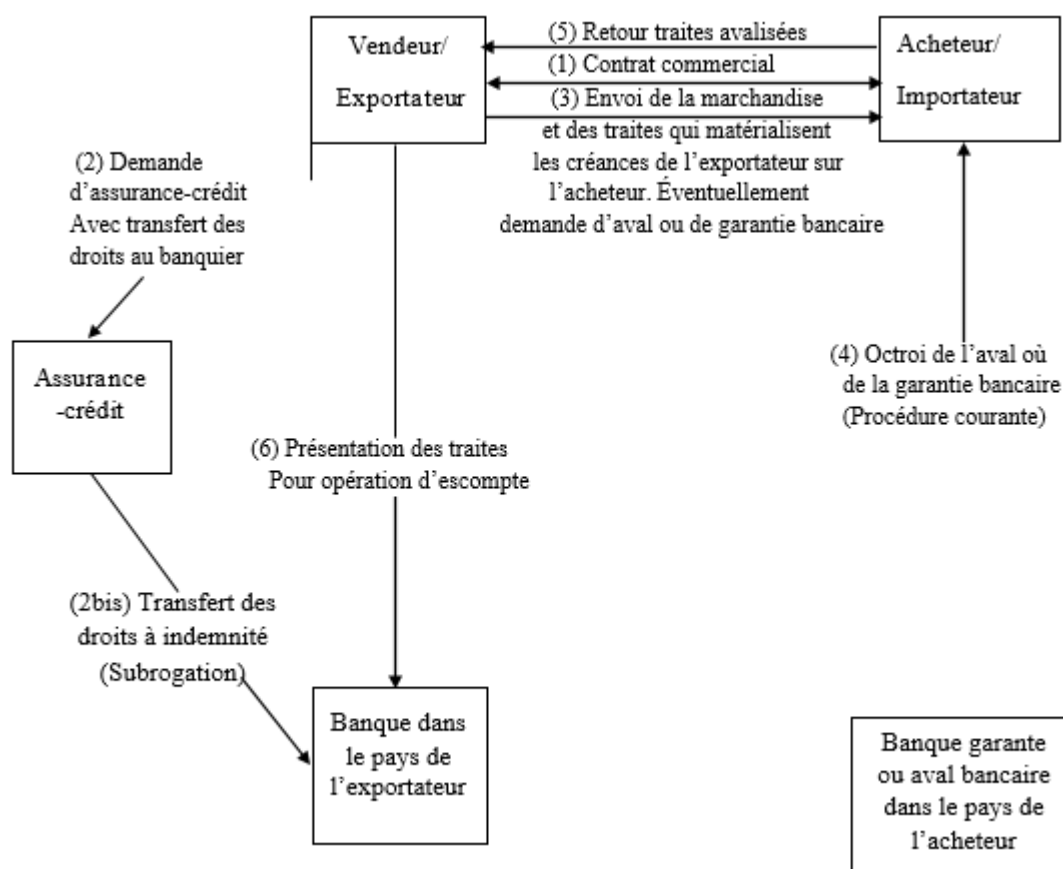 Vendeur/
Exportateur
(5) Retour traites avalisées
(1) Contrat commercial
(3) Envoi de la marchandise
et des traites qui matérialisent
les créances de l’exportateur sur
l’acheteur. Éventuellement
demande d’aval ou de garantie bancaire
Acheteur/
Importateur
(2) Demande
d’assurance-crédit
Avec transfert des
droits au banquier
Assurance
-crédit
(4) Octroi de l’aval où
de la garantie bancaire
(Procédure courante)
(6) Présentation des traites
Pour opération d’escompte
(2bis) Transfert des
droits à indemnité
(Subrogation)
Banque dans
le pays de
l’exportateur
Banque garante
ou aval bancaire
dans le pays de
l’acheteur